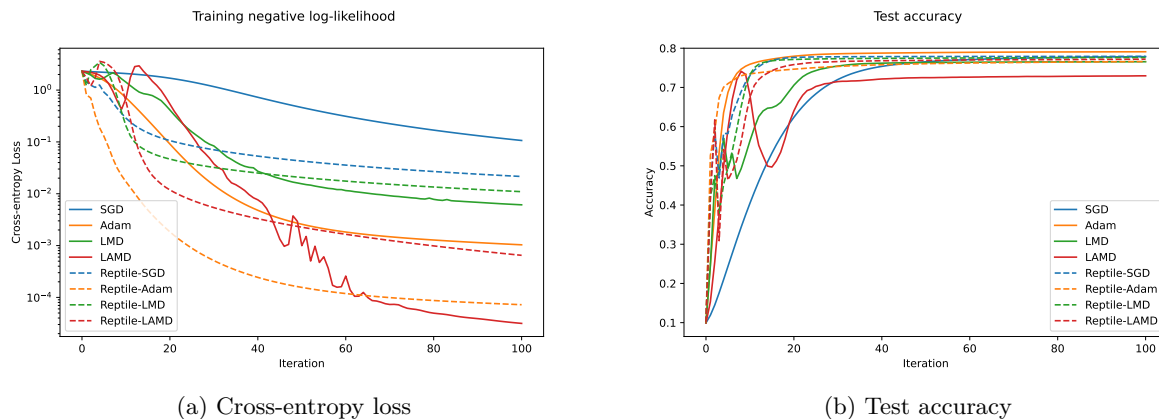 Training negative log-likelihood
Cross-entropy Loss
10⁰
10⁻¹
10⁻²
10⁻³
10⁻⁴
SGD
Adam
LMD
LAMD
Reptile-SGD
Reptile-Adam
Reptile-LMD
Reptile-LAMD
0 20 40 60 80 100
Iteration
(a) Cross-entropy loss
Test accuracy
Accuracy
0.8
0.7
0.6
0.5
0.4
0.3
0.2
0.1
SGD
Adam
LMD
LAMD
Reptile-SGD
Reptile-Adam
Reptile-LMD
Reptile-LAMD
0 20 40 60 80 100
Iteration
(b) Test accuracy